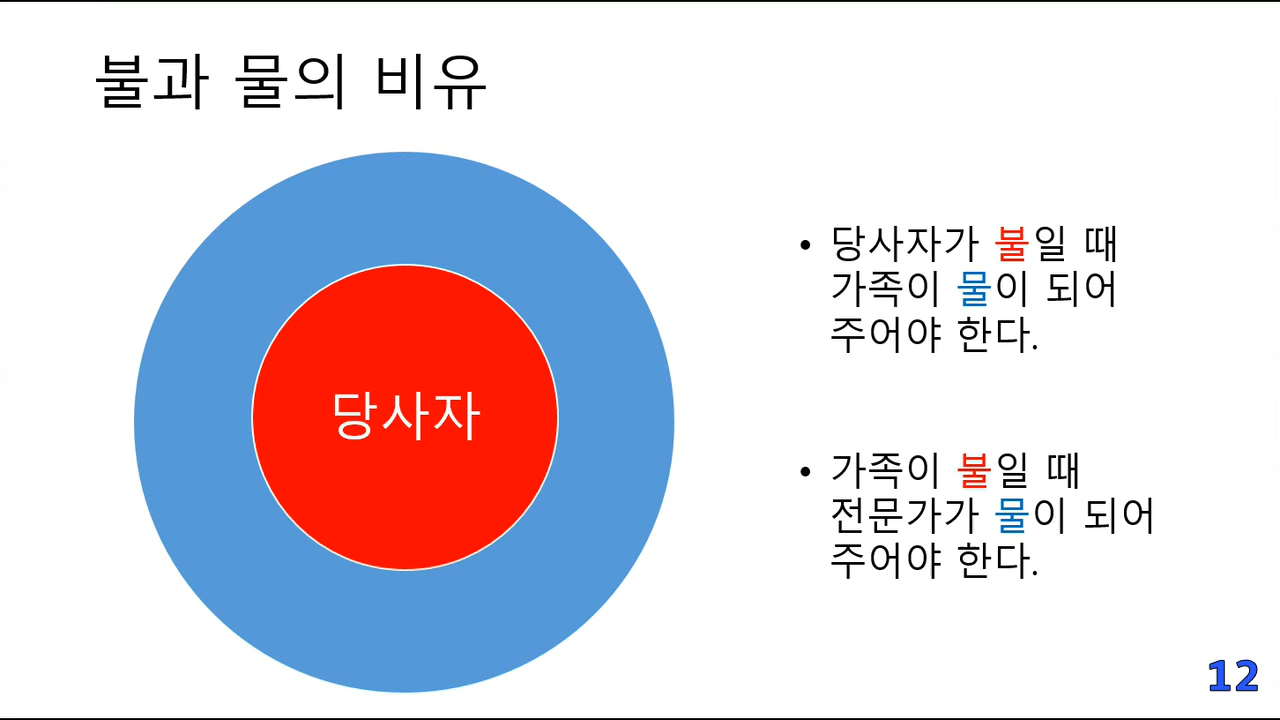 불과 물의 비유
당사자
• 당사자가 불일 때
가족이 물이 되어
주어야 한다.
• 가족이 불일 때
전문가가 물이 되어
주어야 한다.
12